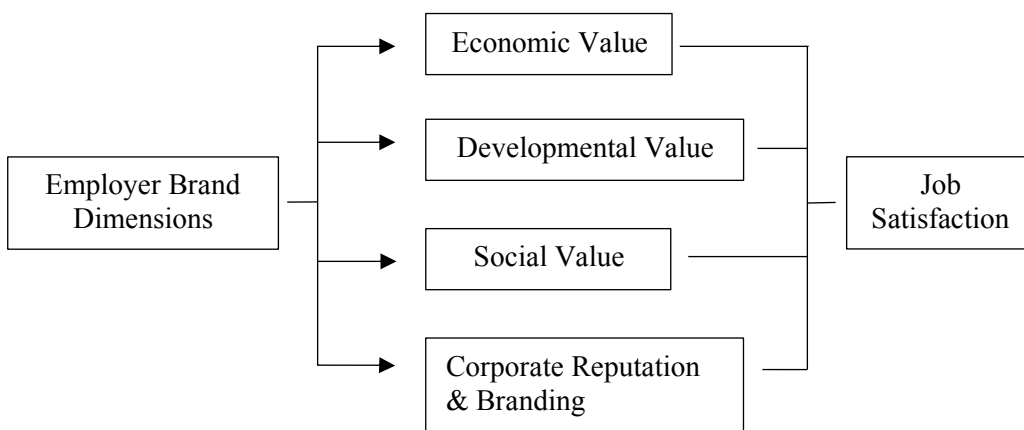 Employer Brand
Dimensions
Economic Value
Developmental Value
Social Value
Corporate Reputation
& Branding
Job
Satisfaction